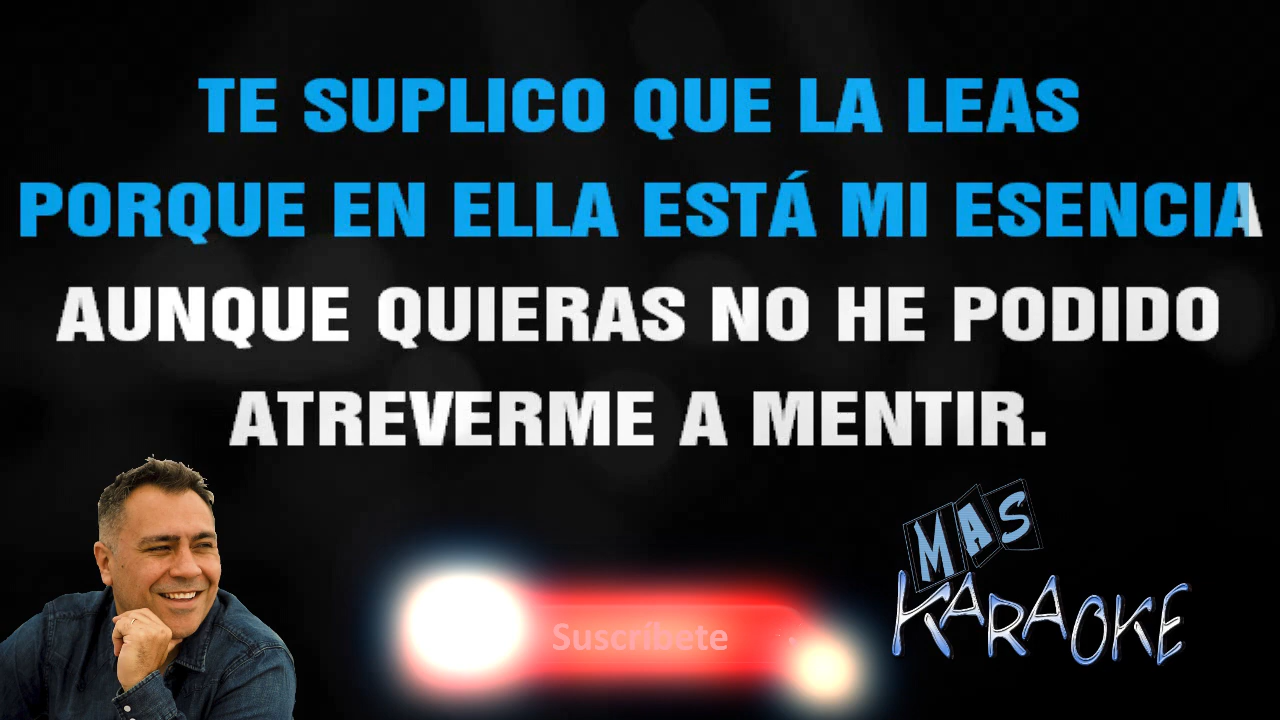 TE SUPLICO QUE LA LEAS
PORQUE EN ELLA ESTÁ MI ESENCIA
AUNQUE QUIERAS NO HE PODIDO
ATREVERME A MENTIR.
MAS
KARAOKE
Suscríbete